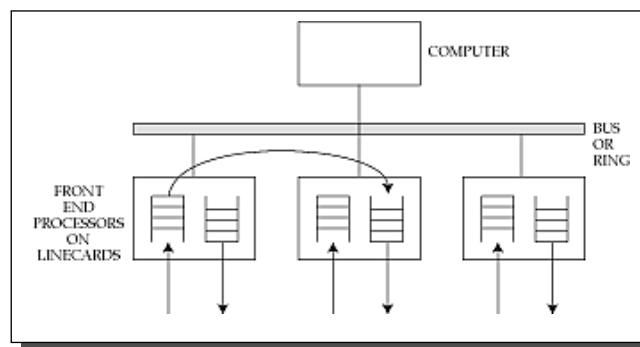 COMPUTER
BUS
OR
RING
FRONT
END
PROCESSORS
ON
LINECARDS